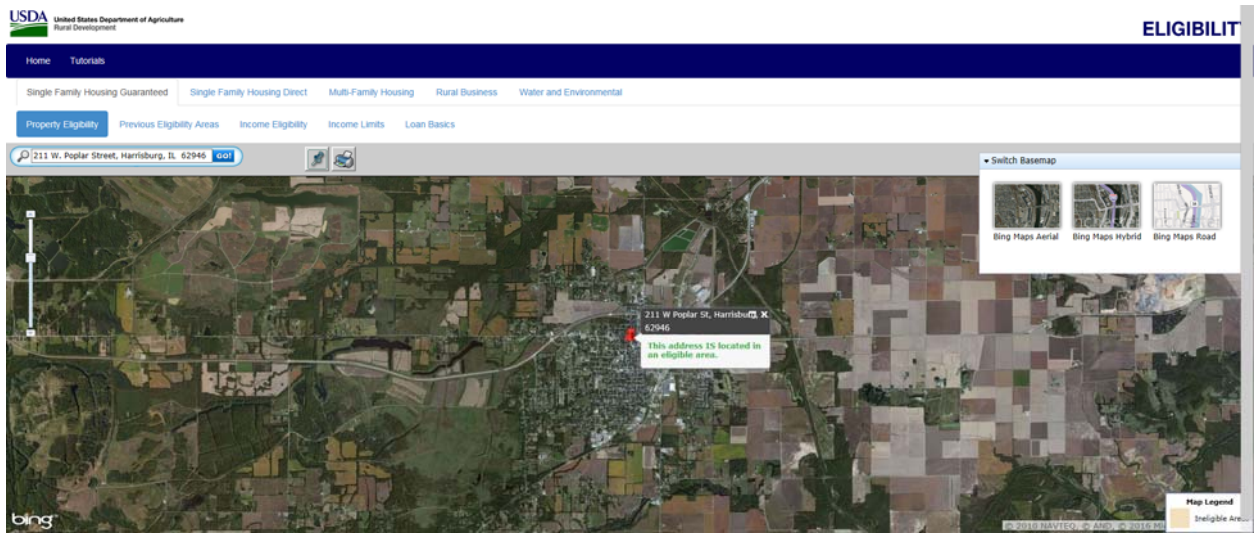 USDA United States Department of Agriculture
Rural Development
ELIGIBILITY
Home Tutorials
Single Family Housing Guaranteed Single Family Housing Direct Multi-Family Housing Rural Business Water and Environmental
Property Eligibility Previous Eligibility Areas Income Eligibility Income Limits Loan Basics
211 W. Poplar Street, Harrisburg, IL 62946 GO!
Switch Basemap
Bing Maps Aerial Bing Maps Hybrid Bing Maps Road
211 W Poplar St, Harrisburg,
62946
This address IS located in
an eligible area.
Map Legend
Ineligible Are...
bing
© 2010 NAVTEQ, © AND, © 2016